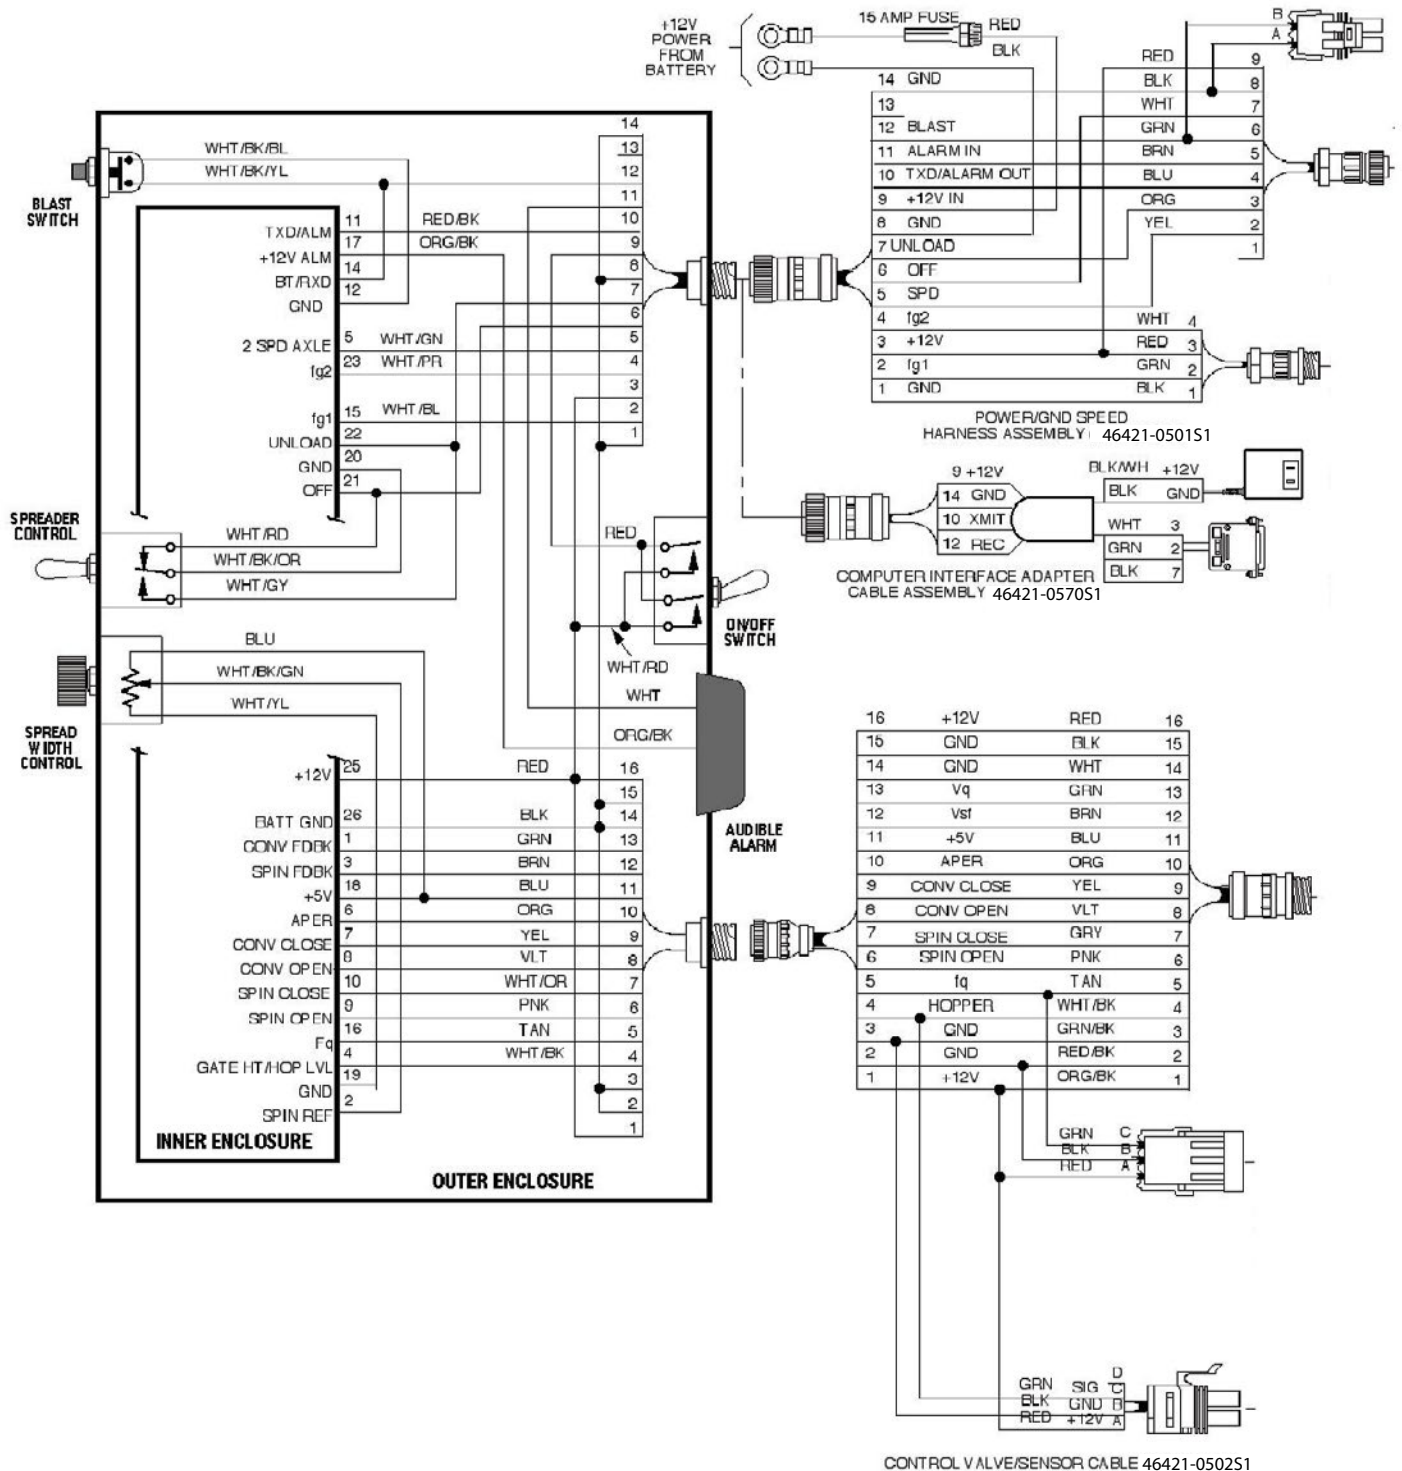 +12V
POWER
FROM
BATTERY
15 AMP FUSE
RED
BLK
B
A
14 GND
13
12 BLAST
11 ALARM IN
10 TXD/ALARM OUT
9 +12V IN
8 GND
7 UNLOAD
6 OFF
5 SPD
4 fg2
3 +12V
2 fg1
1 GND
RED 9
BLK 8
WHT 7
GRN 6
BRN 5
BLU 4
ORG 3
YEL 2
1
WHT 4
RED 3
GRN 2
BLK 1
POWER/GND SPEED
HARNESS ASSEMBLY 46421-0501S1
BLAST
SWITCH
WHT/BK/BL
WHT/BK/YL
14
13
12
11
10
9
8
7
6
5
4
3
2
1
TXD/ALM 11 RED/BK
+12V ALM 17 ORG/BK
BT/RXD 14
GND 12
2 SPD AXLE 5 WHT/GN
fg2 23 WHT/PR
fg1 15 WHT/BL
UNLOAD 22
GND 20
OFF 21
SPREADER
CONTROL
WHT/RD
WHT/BK/OR
WHT/GY
RED
ON/OFF
SWITCH
WHT/RD
9 +12V
14 GND
10 XMIT
12 REC
BLK/WH +12V
BLK GND
WHT 3
GRN 2
BLK 7
COMPUTER INTERFACE ADAPTER
CABLE ASSEMBLY 46421-0570S1
SPREAD
WIDTH
CONTROL
BLU
WHT/BK/GN
WHT/YL
WHT
ORG/BK
AUDIBLE
ALARM
+12V 25 RED 16
15
BATT GND 26 BLK 14
CONV FDBK 1 GRN 13
SPIN FDBK 3 BRN 12
+5V 18 BLU 11
APER 6 ORG 10
CONV CLOSE 7 YEL 9
CONV OPEN 8 VLT 8
SPIN CLOSE 10 WHT/OR 7
SPIN OPEN 9 PNK 6
Fq 16 TAN 5
GATE HT/HOP LVL 4 WHT/BK 4
GND 19 3
SPIN REF 2 2
1
INNER ENCLOSURE
OUTER ENCLOSURE
16 +12V RED 16
15 GND BLK 15
14 GND WHT 14
13 Vq GRN 13
12 Vsf BRN 12
11 +5V BLU 11
10 APER ORG 10
9 CONV CLOSE YEL 9
8 CONV OPEN VLT 8
7 SPIN CLOSE GRY 7
6 SPIN OPEN PNK 6
5 fq TAN 5
4 HOPPER WHT/BK 4
3 GND GRN/BK 3
2 GND RED/BK 2
1 +12V ORG/BK 1
GRN C
BLK B
RED A
D
GRN SIG C
BLK GND B
RED +12V A
CONTROL VALVE/SENSOR CABLE 46421-0502S1